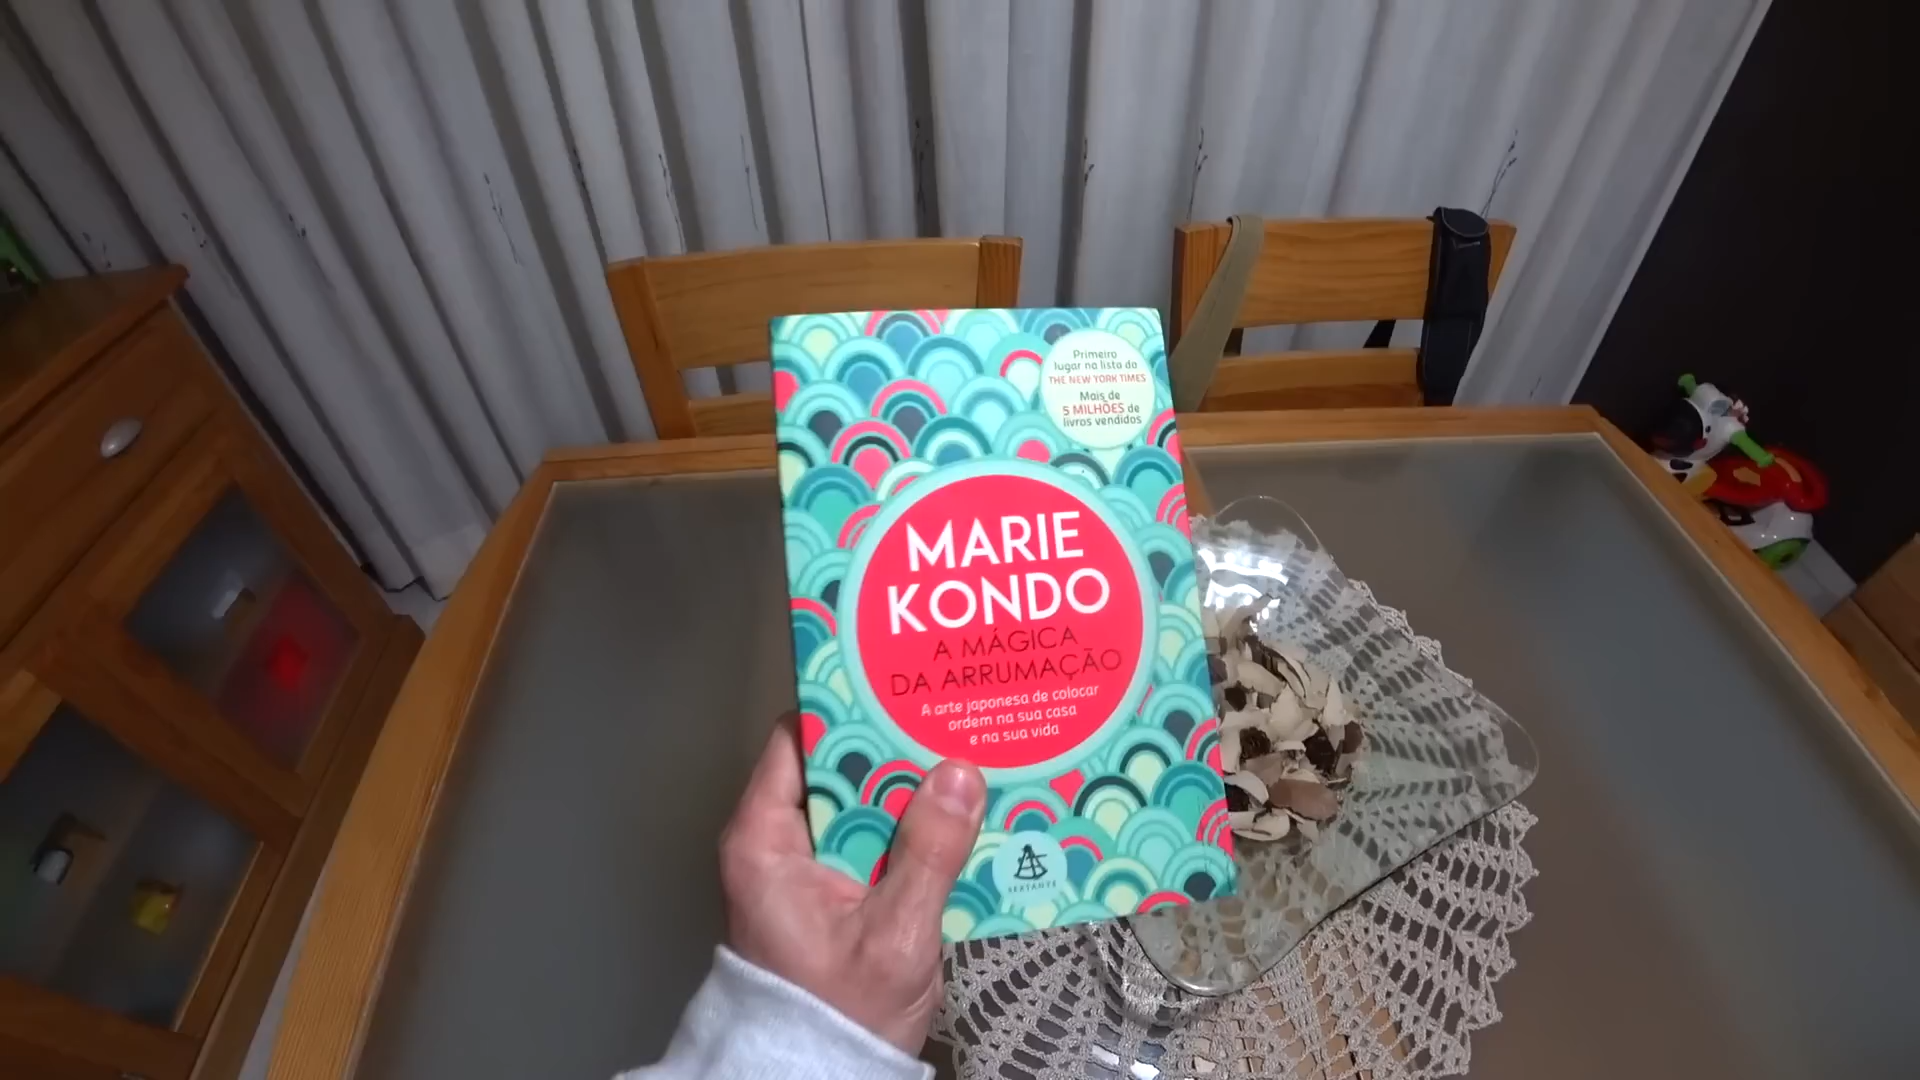 Primeiro
lugar na lista do
THE NEW YORK TIMES
Mais de
5 MILHÕES de
livros vendidos
MARIE
KONDO
A MÁGICA
DA ARRUMAÇÃO
A arte japonesa de colocar
ordem na sua casa
e na sua vida
SEXTANTE